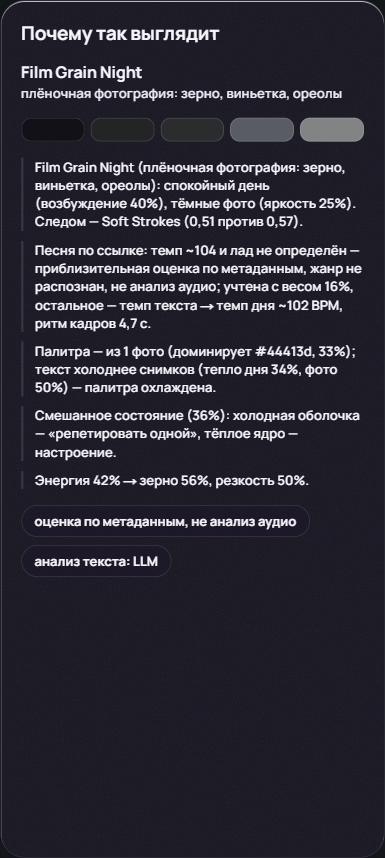 Почему так выглядит
Film Grain Night
плёночная фотография: зерно, виньетка, ореолы
Film Grain Night (плёночная фотография: зерно,
виньетка, ореолы): спокойный день
(возбуждение 40%), тёмные фото (яркость 25%).
Следом — Soft Strokes (0,51 против 0,57).
Песня по ссылке: темп ~104 и лад не определён —
приблизительная оценка по метаданным, жанр не
распознан, не анализ аудио; учтена с весом 16%,
остальное — темп текста → темп дня ~102 BPM,
ритм кадров 4,7 с.
Палитра — из 1 фото (доминирует #44413d, 33%);
текст холоднее снимков (тепло дня 34%, фото
50%) — палитра охлаждена.
Смешанное состояние (36%): холодная оболочка
— «репетировать одной», тёплое ядро —
настроение.
Энергия 42% → зерно 56%, резкость 50%.
оценка по метаданным, не анализ аудио
анализ текста: LLM